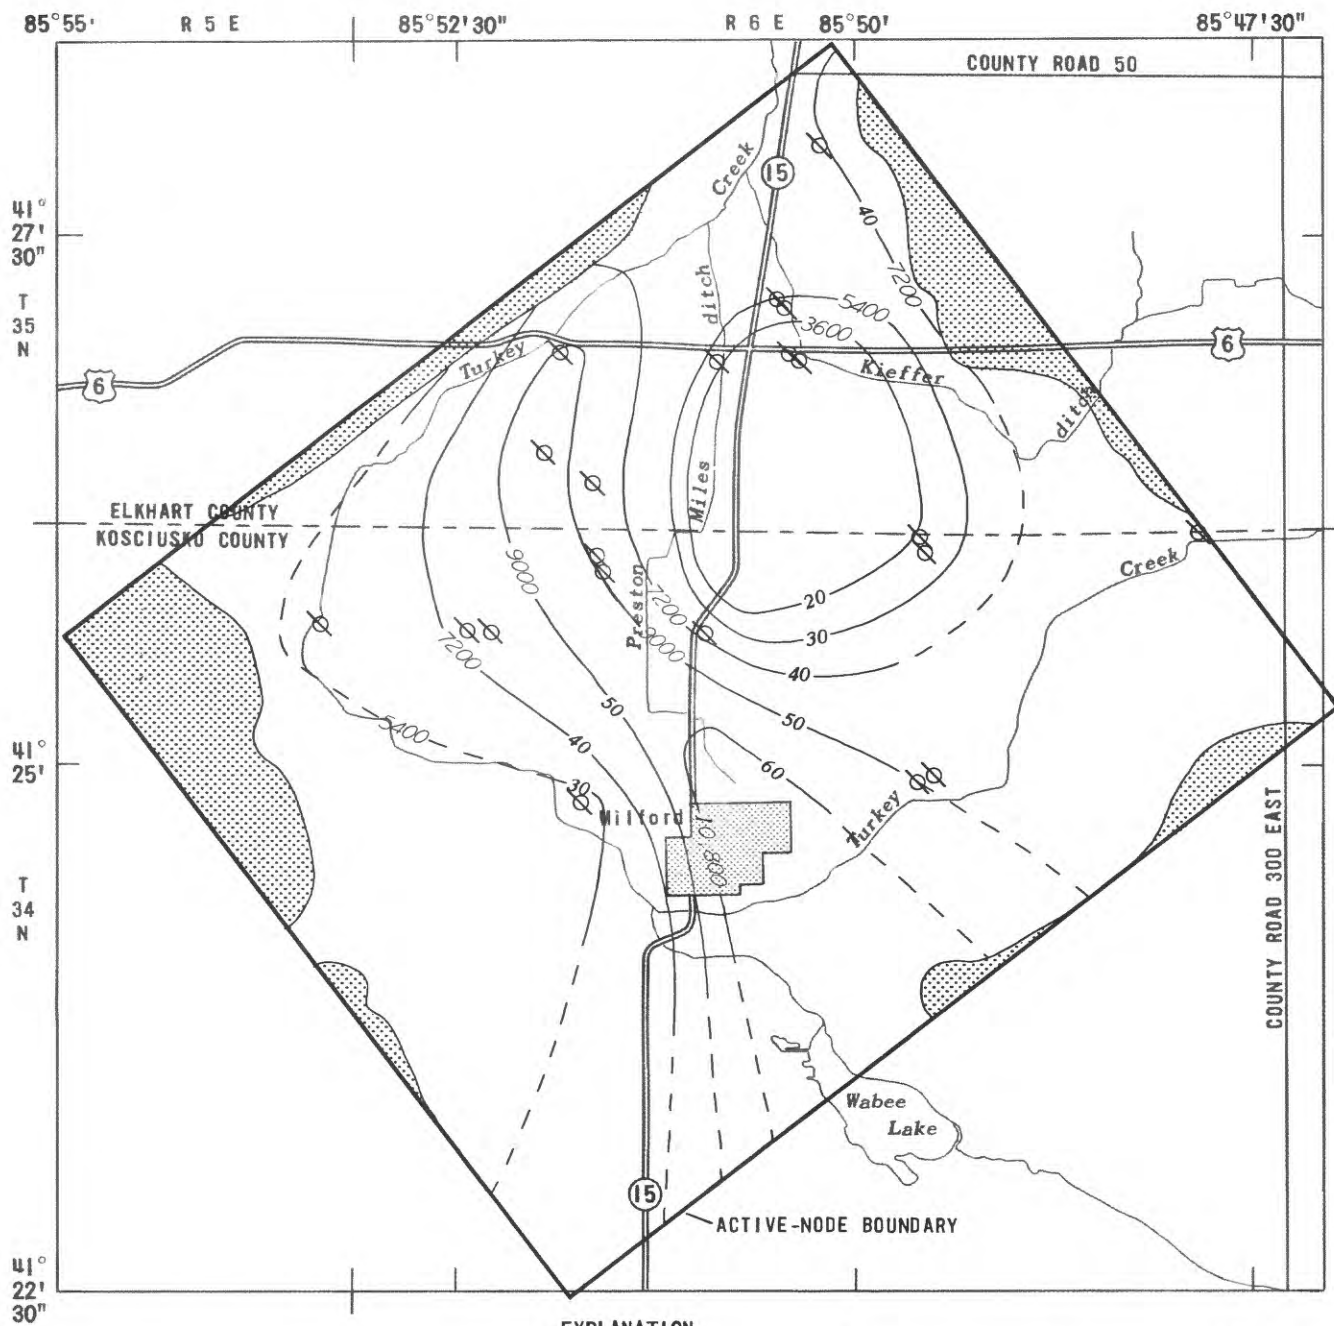 85°55'
R 5 E
85°52'30"
R 6 E
85°50'
85°47'30"
COUNTY ROAD 50
Creek
15
41°
27'
30"
40
7200
ditch
T
35
N
5400
3600
6
Turkey
Kieffer
6
ditch
Miles
ELKHART COUNTY
KOSCIUSKO COUNTY
9000
Creek
20
7200
Preston
30
7200
9000
40
50
50
5400
40
60
41°
25'
30
Milford
10,800
Turkey
COUNTY ROAD 300 EAST
T
34
N
Wabee
Lake
15
ACTIVE-NODE BOUNDARY
41°
22'
30"
EXPLANATION